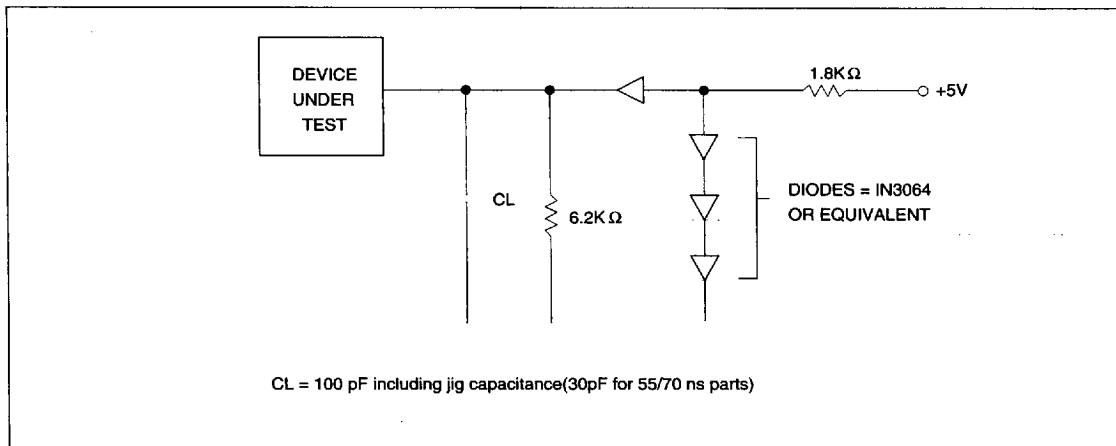 DEVICE
UNDER
TEST
1.8KΩ
+5V
CL
6.2KΩ
DIODES = IN3064
OR EQUIVALENT
CL = 100 pF including jig capacitance(30pF for 55/70 ns parts)